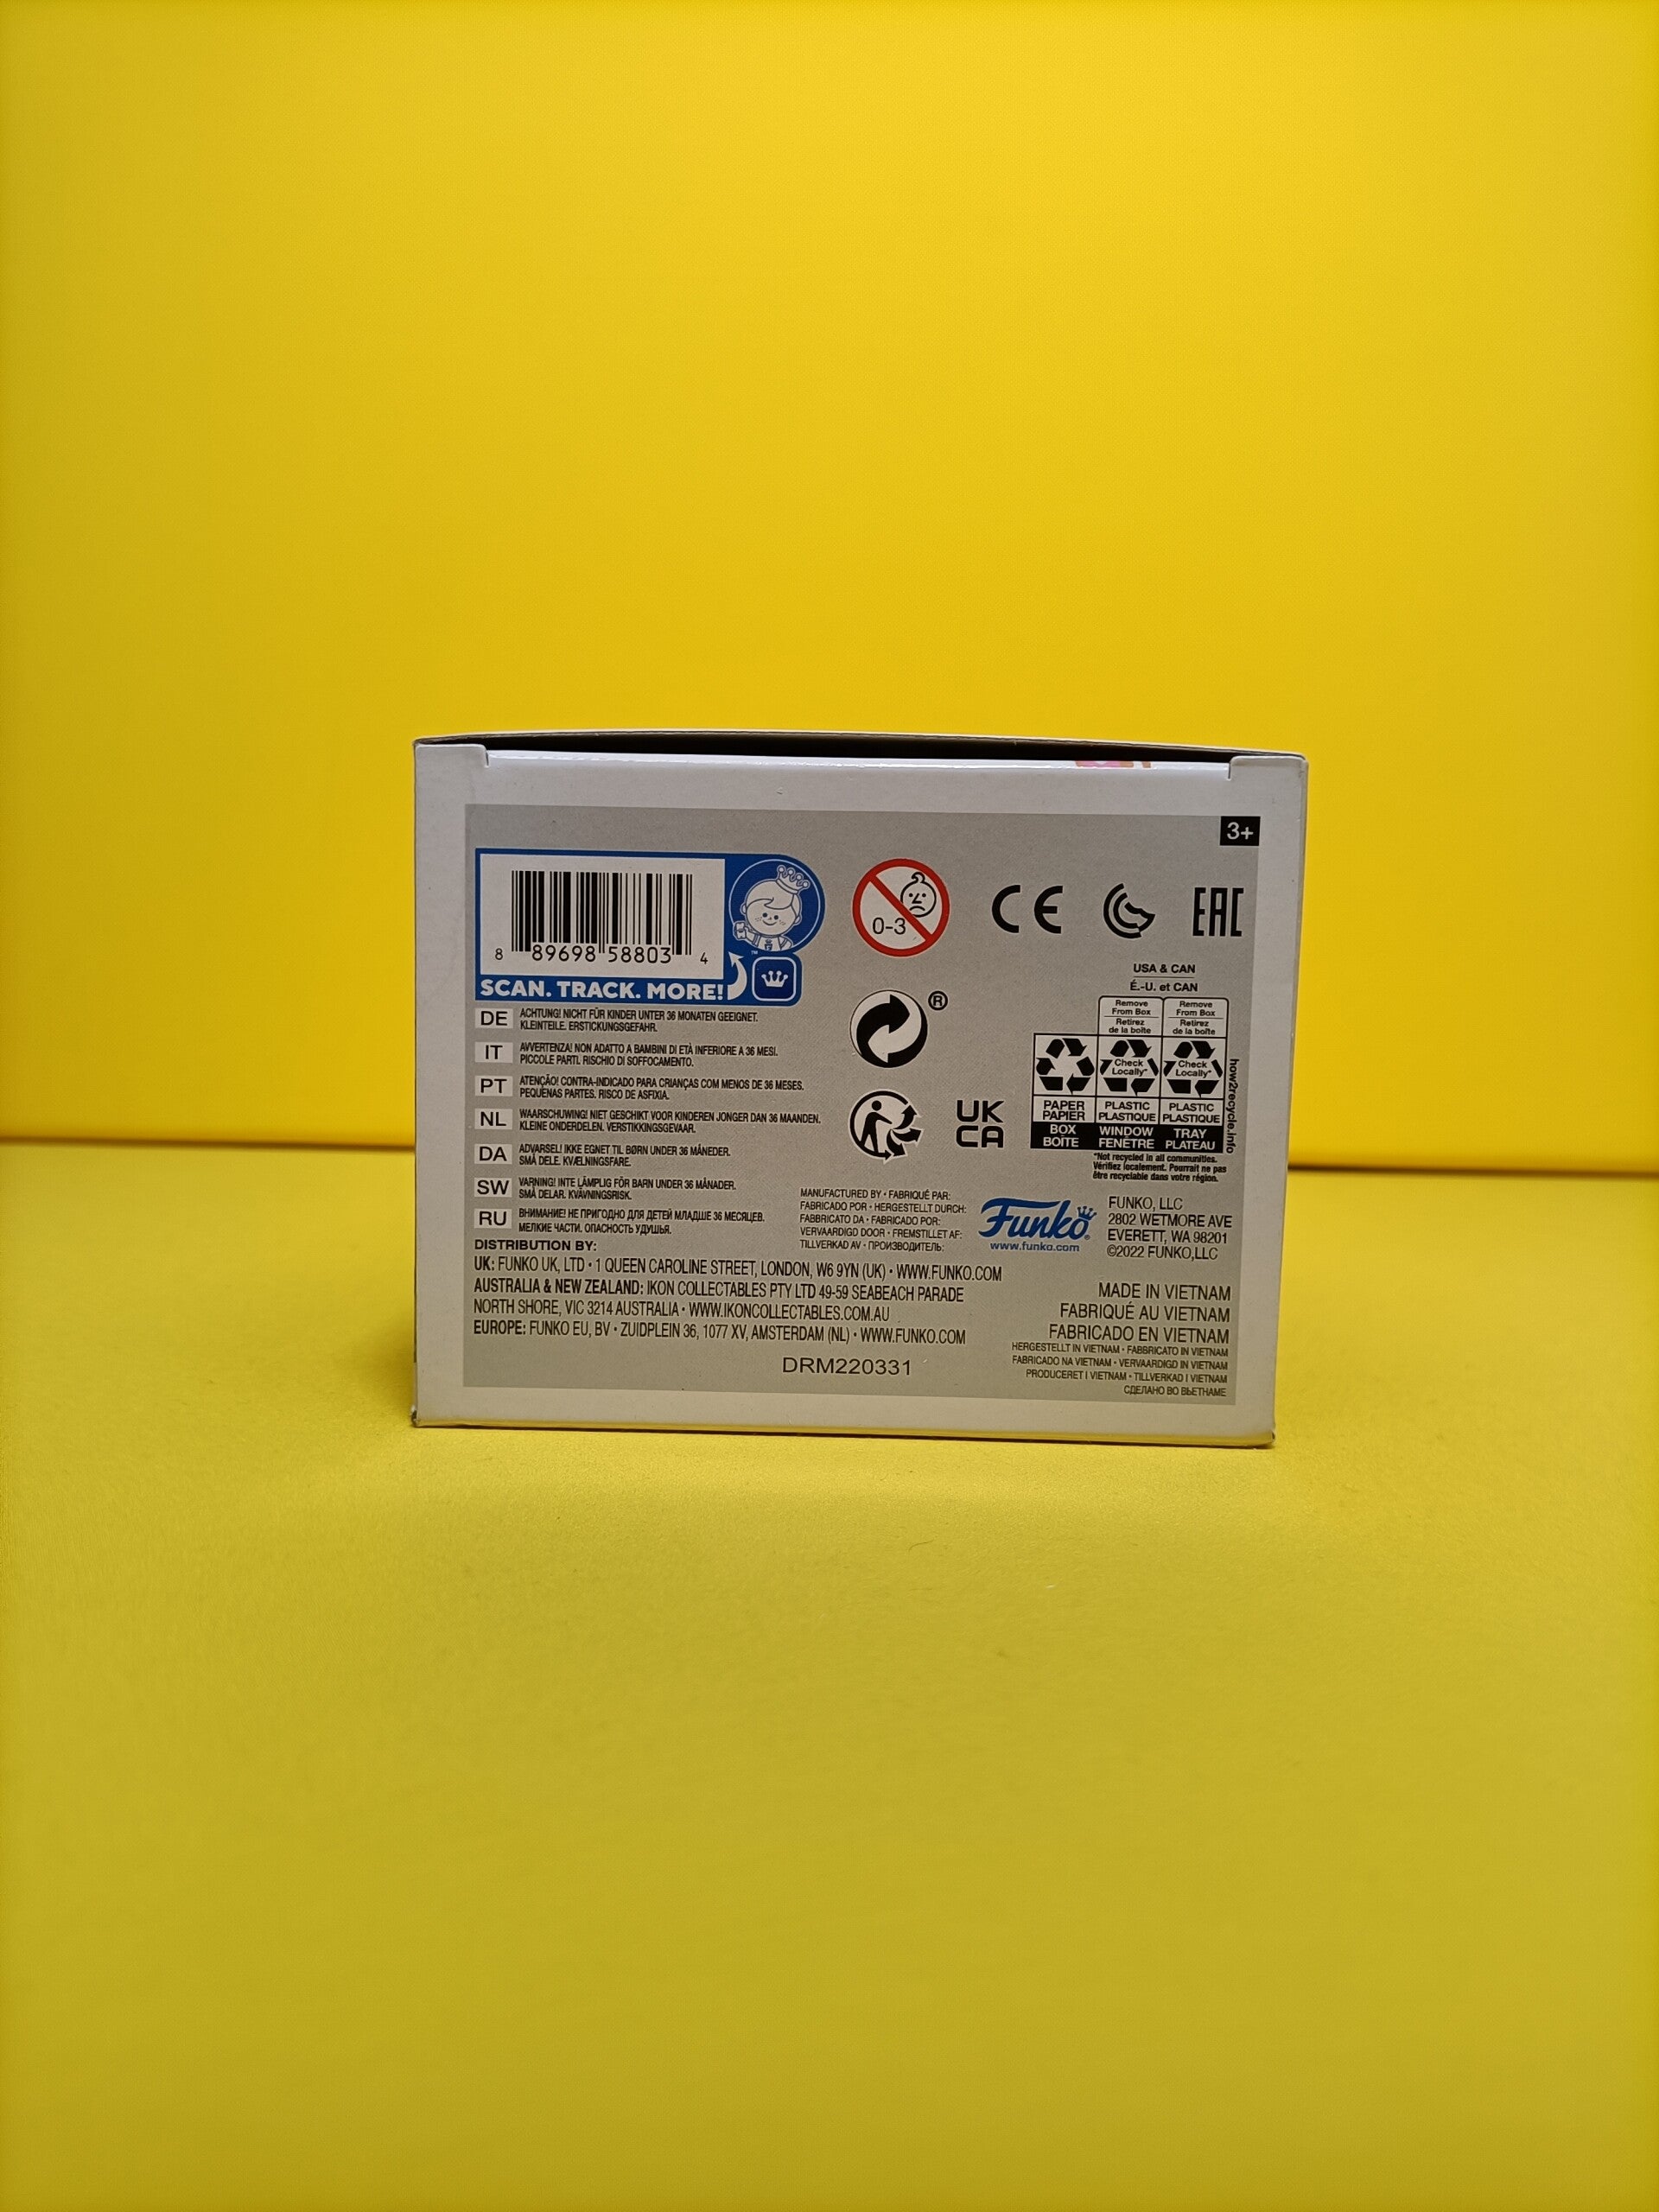 3+
8 89698 58803 4
SCAN. TRACK. MORE!
™
0-3
CE
EAC
®
UK
CA
USA & CAN
É.-U. et CAN
Remove
From Box
Retirez
de la boîte
Remove
From Box
Retirez
de la boîte
Check
Locally*
Check
Locally*
PAPER
PAPIER
PLASTIC
PLASTIQUE
PLASTIC
PLASTIQUE
BOX
BOÎTE
WINDOW
FENÊTRE
TRAY
PLATEAU
how2recycle.info
*Not recycled in all communities.
Vérifiez localement. Pourrait ne pas
être recyclable dans votre région.
DE ACHTUNG! NICHT FÜR KINDER UNTER 36 MONATEN GEEIGNET.
KLEINTEILE. ERSTICKUNGSGEFAHR.
IT AVVERTENZA! NON ADATTO A BAMBINI DI ETÀ INFERIORE A 36 MESI.
PICCOLE PARTI. RISCHIO DI SOFFOCAMENTO.
PT ATENÇÃO! CONTRA-INDICADO PARA CRIANÇAS COM MENOS DE 36 MESES.
PEQUENAS PARTES. RISCO DE ASFIXIA.
NL WAARSCHUWING! NIET GESCHIKT VOOR KINDEREN JONGER DAN 36 MAANDEN.
KLEINE ONDERDELEN. VERSTIKKINGSGEVAAR.
DA ADVARSEL! IKKE EGNET TIL BØRN UNDER 36 MÅNEDER.
SMÅ DELE. KVÆLNINGSFARE.
SW VARNING! INTE LÄMPLIG FÖR BARN UNDER 36 MÅNADER.
SMÅ DELAR. KVÄVNINGSRISK.
RU ВНИМАНИЕ! НЕ ПРИГОДНО ДЛЯ ДЕТЕЙ МЛАДШЕ 36 МЕСЯЦЕВ.
МЕЛКИЕ ЧАСТИ. ОПАСНОСТЬ УДУШЬЯ.
MANUFACTURED BY • FABRIQUÉ PAR:
FABRICADO POR • HERGESTELLT DURCH:
FABBRICATO DA • FABRICADO POR:
VERVAARDIGD DOOR • FREMSTILLET AF:
TILLVERKAD AV • ПРОИЗВОДИТЕЛЬ:
Funko®
www.funko.com
FUNKO, LLC
2802 WETMORE AVE
EVERETT, WA 98201
©2022 FUNKO,LLC
DISTRIBUTION BY:
UK: FUNKO UK, LTD • 1 QUEEN CAROLINE STREET, LONDON, W6 9YN (UK) • WWW.FUNKO.COM
AUSTRALIA & NEW ZEALAND: IKON COLLECTABLES PTY LTD 49-59 SEABEACH PARADE
NORTH SHORE, VIC 3214 AUSTRALIA • WWW.IKONCOLLECTABLES.COM.AU
EUROPE: FUNKO EU, BV • ZUIDPLEIN 36, 1077 XV, AMSTERDAM (NL) • WWW.FUNKO.COM
DRM220331
MADE IN VIETNAM
FABRIQUÉ AU VIETNAM
FABRICADO EN VIETNAM
HERGESTELLT IN VIETNAM • FABBRICATO IN VIETNAM
FABRICADO NA VIETNAM • VERVAARDIGD IN VIETNAM
PRODUCERET I VIETNAM • TILLVERKAD I VIETNAM
СДЕЛАНО ВО ВЬЕТНАМЕ